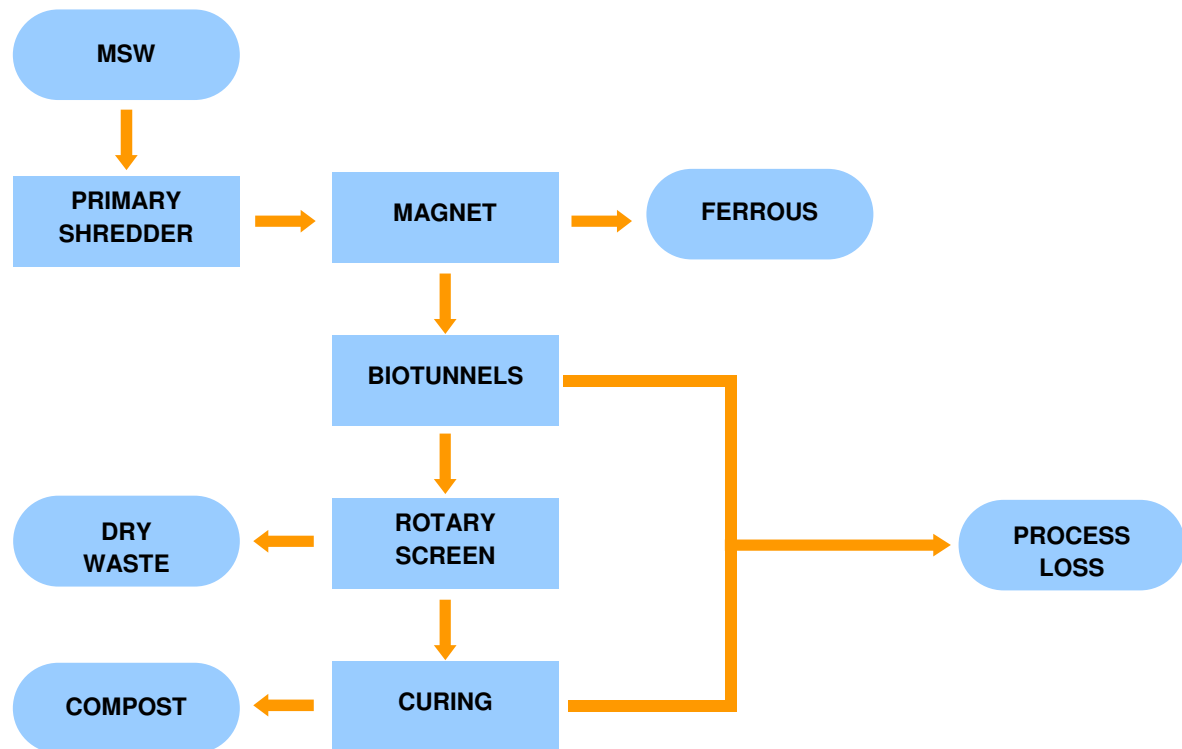 MSW
PRIMARY
SHREDDER
MAGNET
FERROUS
BIOTUNNELS
DRY
WASTE
ROTARY
SCREEN
PROCESS
LOSS
COMPOST
CURING